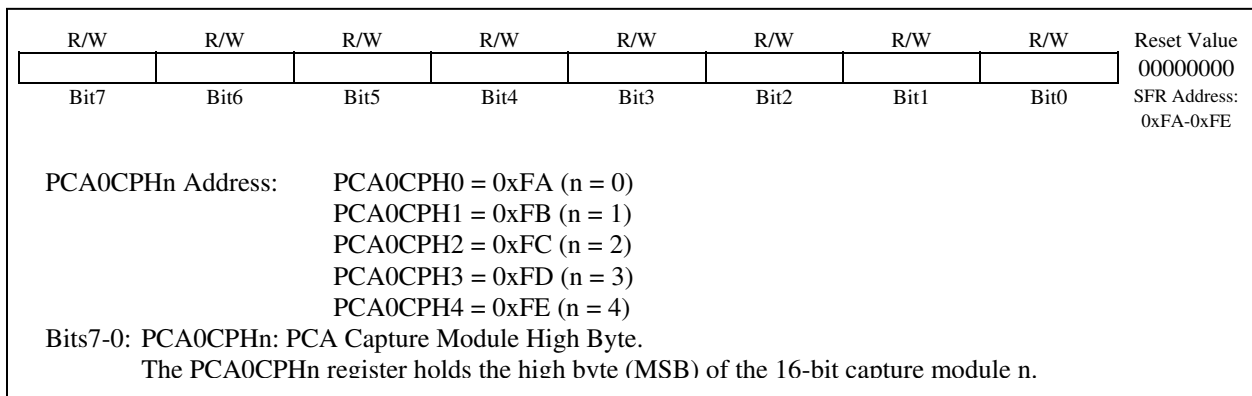 R/W R/W R/W R/W R/W R/W R/W R/W Reset Value
00000000
Bit7 Bit6 Bit5 Bit4 Bit3 Bit2 Bit1 Bit0 SFR Address:
0xFA-0xFE
PCA0CPHn Address: PCA0CPH0 = 0xFA (n = 0)
PCA0CPH1 = 0xFB (n = 1)
PCA0CPH2 = 0xFC (n = 2)
PCA0CPH3 = 0xFD (n = 3)
PCA0CPH4 = 0xFE (n = 4)
Bits7-0: PCA0CPHn: PCA Capture Module High Byte.
The PCA0CPHn register holds the high byte (MSB) of the 16-bit capture module n.